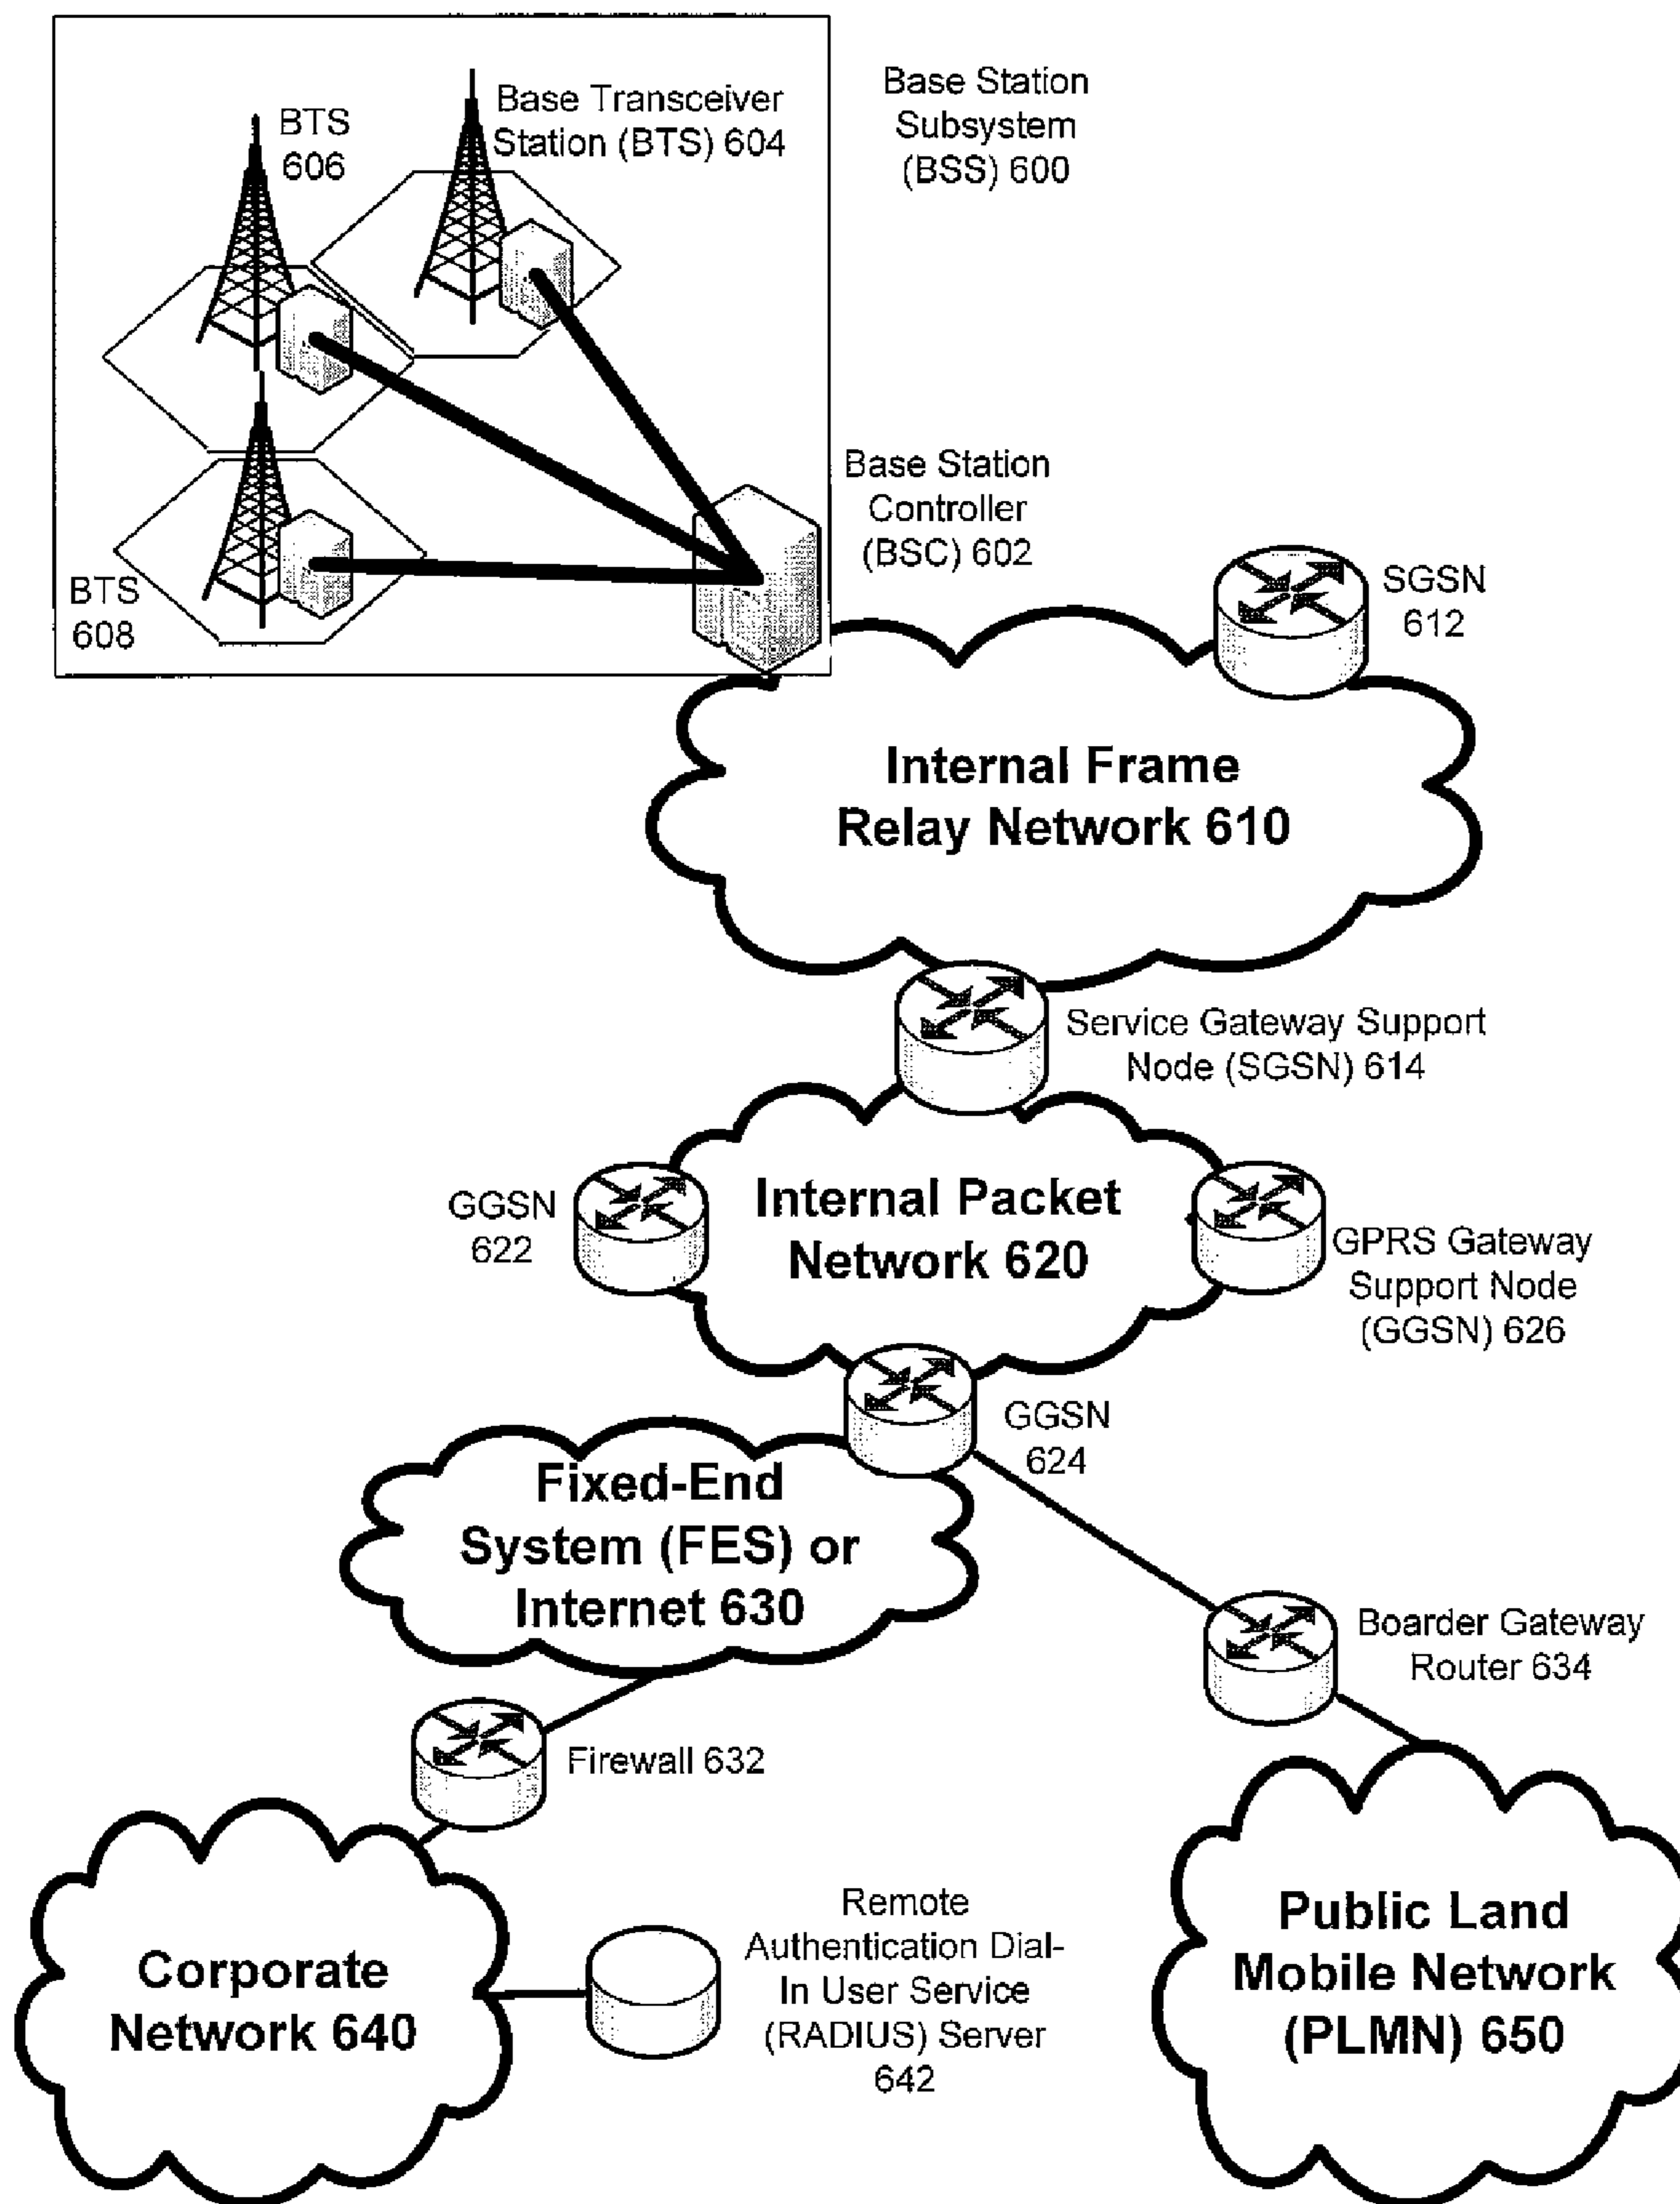 BTS
606
Base Transceiver
Station (BTS) 604
Base Station
Subsystem
(BSS) 600
Base Station
Controller
(BSC) 602
BTS
608
SGSN
612
Internal Frame
Relay Network 610
Service Gateway Support
Node (SGSN) 614
GGSN
622
Internal Packet
Network 620
GPRS Gateway
Support Node
(GGSN) 626
GGSN
624
Fixed-End
System (FES) or
Internet 630
Boarder Gateway
Router 634
Firewall 632
Corporate
Network 640
Remote
Authentication Dial-
In User Service
(RADIUS) Server
642
Public Land
Mobile Network
(PLMN) 650